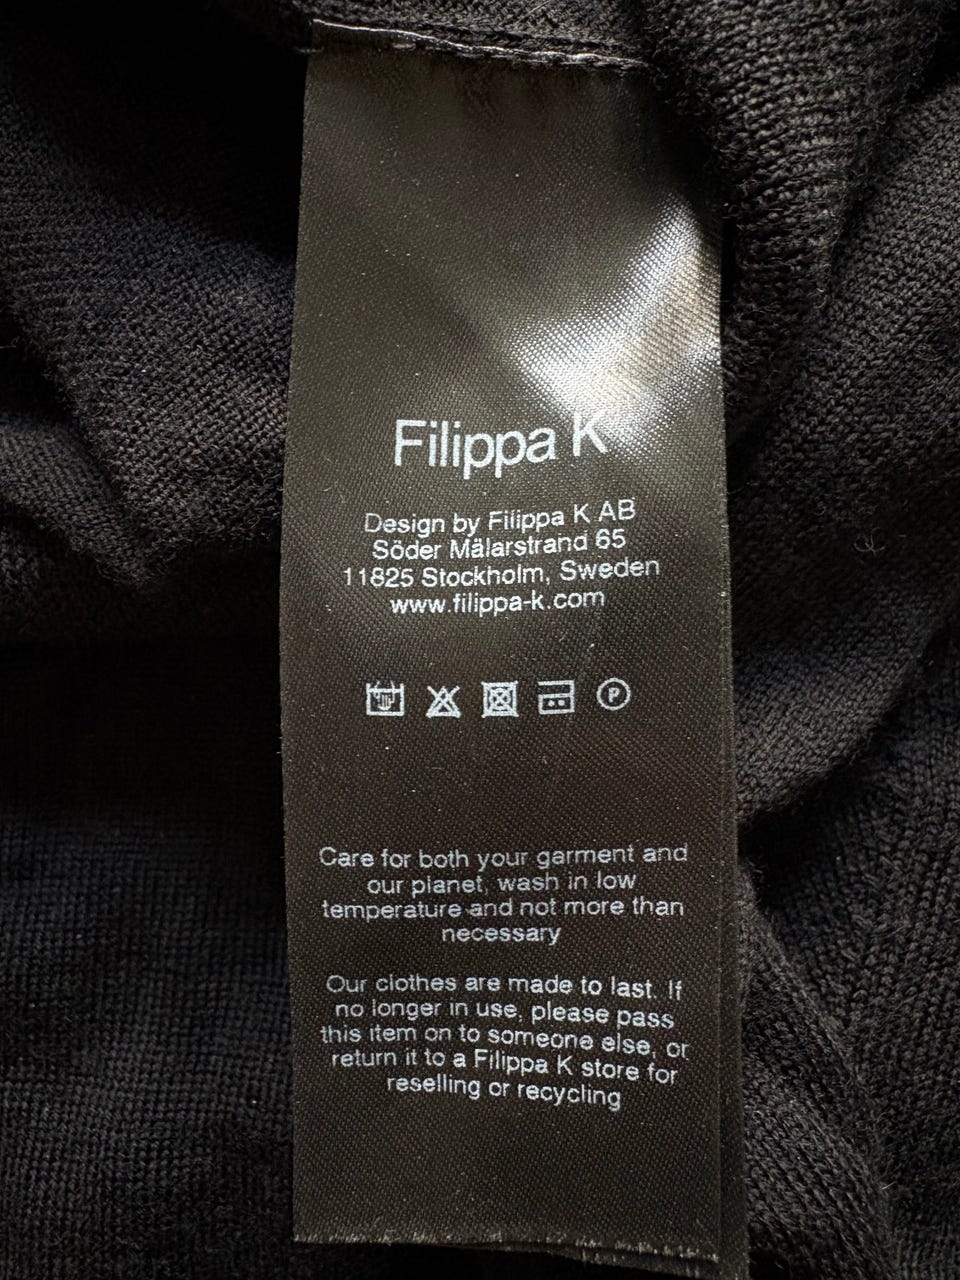 Filippa K
Design by Filippa K AB
Söder Mälarstrand 65
11825 Stockholm, Sweden
www.filippa-k.com
P
Care for both your garment and
our planet, wash in low
temperature and not more than
necessary
Our clothes are made to last. If
no longer in use, please pass
this item on to someone else, or
return it to a Filippa K store for
reselling or recycling